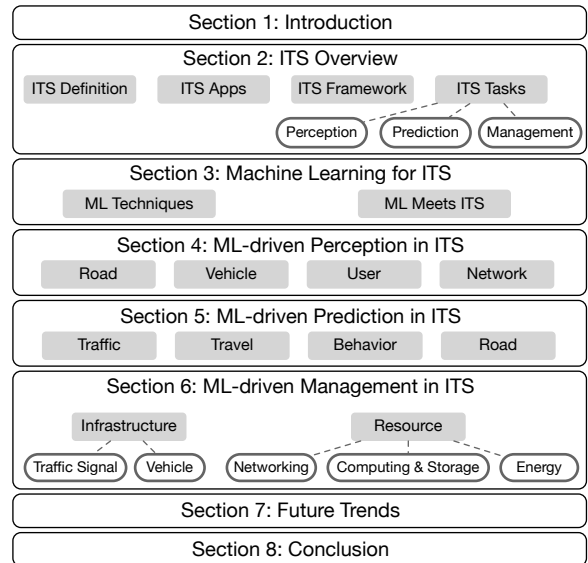 Section 1: Introduction
Section 2: ITS Overview
ITS Definition ITS Apps ITS Framework ITS Tasks
Perception Prediction Management
Section 3: Machine Learning for ITS
ML Techniques ML Meets ITS
Section 4: ML-driven Perception in ITS
Road Vehicle User Network
Section 5: ML-driven Prediction in ITS
Traffic Travel Behavior Road
Section 6: ML-driven Management in ITS
Infrastructure Resource
Traffic Signal Vehicle Networking Computing & Storage Energy
Section 7: Future Trends
Section 8: Conclusion